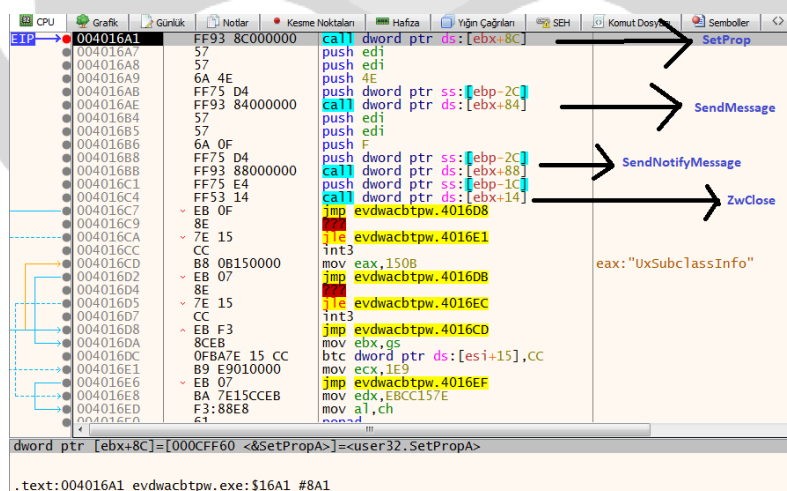 CPU Grafik Günlük Notlar Kesme Noktaları Hafıza Yığın Çağrıları SEH Komut Dosyası Semboller
EIP 004016A1 FF93 8C000000 call dword ptr ds:[ebx+8C] SetProp
004016A7 57 push edi
004016A8 57 push edi
004016A9 6A 4E push 4E
004016AB FF75 D4 push dword ptr ss:[ebp-2C]
004016AE FF93 84000000 call dword ptr ds:[ebx+84] SendMessage
004016B4 57 push edi
004016B5 57 push edi
004016B6 6A 0F push F
004016B8 FF75 D4 push dword ptr ss:[ebp-2C]
004016BB FF93 88000000 call dword ptr ds:[ebx+88] SendNotifyMessage
004016C1 FF75 E4 push dword ptr ss:[ebp-1C]
004016C4 FF53 14 call dword ptr ds:[ebx+14] ZwClose
004016C7 EB 0F jmp evdwacbtpw.4016D8
004016C9 8E ???
004016CA 7E 15 jle evdwacbtpw.4016E1
004016CC CC int3
004016CD B8 0B150000 mov eax,150B eax:"UxSubclassInfo"
004016D2 EB 07 jmp evdwacbtpw.4016DB
004016D4 8E ???
004016D5 7E 15 jle evdwacbtpw.4016EC
004016D7 CC int3
004016D8 EB F3 jmp evdwacbtpw.4016CD
004016DA 8CEB mov ebx,gs
004016DC 0FBA7E 15 CC btc dword ptr ds:[esi+15],CC
004016E1 B9 E9010000 mov ecx,1E9
004016E6 EB 07 jmp evdwacbtpw.4016EF
004016E8 BA 7E15CCEB mov edx,EBCC157E
004016ED F3:88E8 mov al,ch
dword ptr [ebx+8C]=[000CFF60 <&SetPropA>]=<user32.SetPropA>
.text:004016A1 evdwacbtpw.exe:$16A1 #8A1